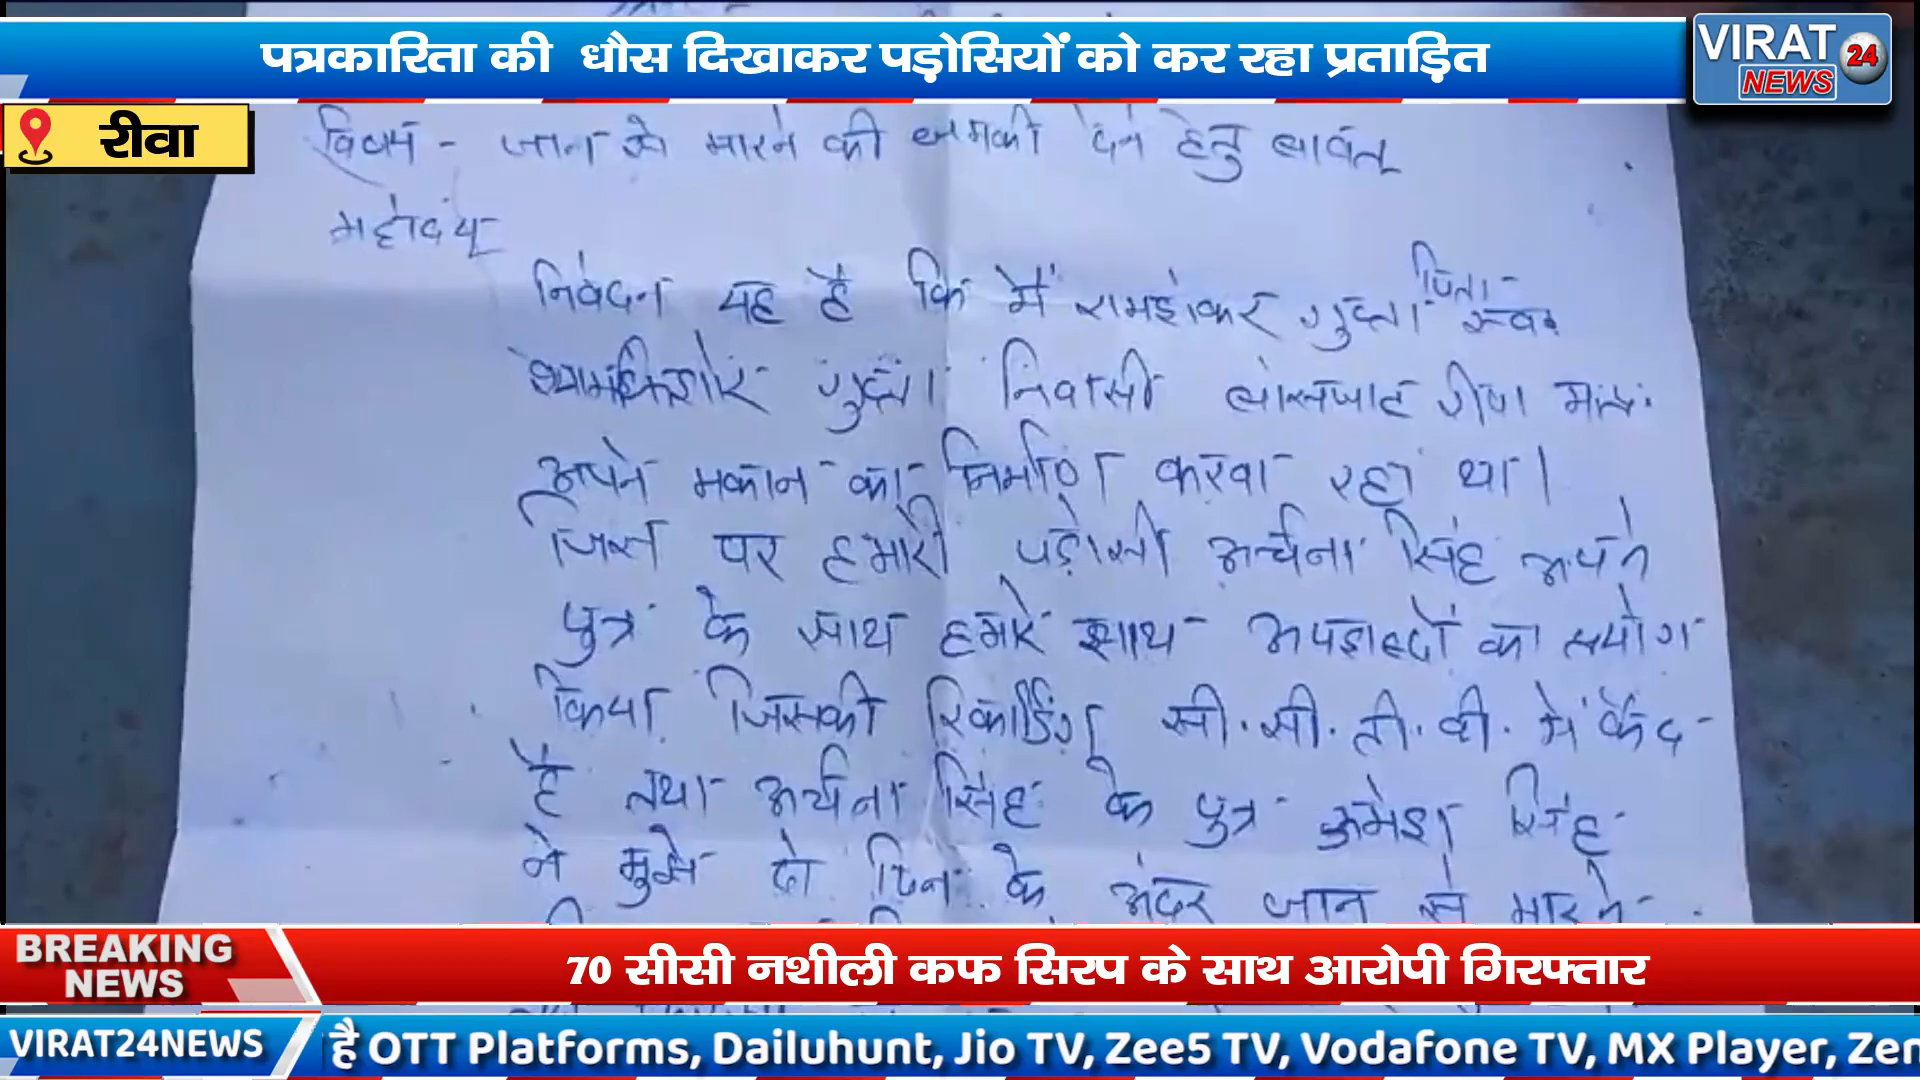 पत्रकारिता की धौस दिखाकर पड़ोसियों को कर रहा प्रताड़ित
VIRAT 24
NEWS
रीवा
विषय - जान से मारने की धमकी देने हेतु बावत्
महोदय
निवेदन यह है कि मैं रामशंकर गुप्ता पिता स्व०
श्यामकिशोर गुप्ता निवासी रीवा म.प्र.
अपने मकान का निर्माण करवा रहा था।
जिस पर हमारी पड़ोसी अर्चना सिंह अपने
पुत्र के साथ हमारे साथ अपशब्दों का प्रयोग
किया जिसकी रिकार्डिंग सी.सी.टी.वी. में कैद
है तथा अर्चना सिंह के पुत्र सिंह
ने मुझे दो दिन के अंदर जान से मारने
BREAKING
NEWS
70 सीसी नशीली कफ सिरप के साथ आरोपी गिरफ्तार
VIRAT24NEWS
है OTT Platforms, Dailuhunt, Jio TV, Zee5 TV, Vodafone TV, MX Player, Zen